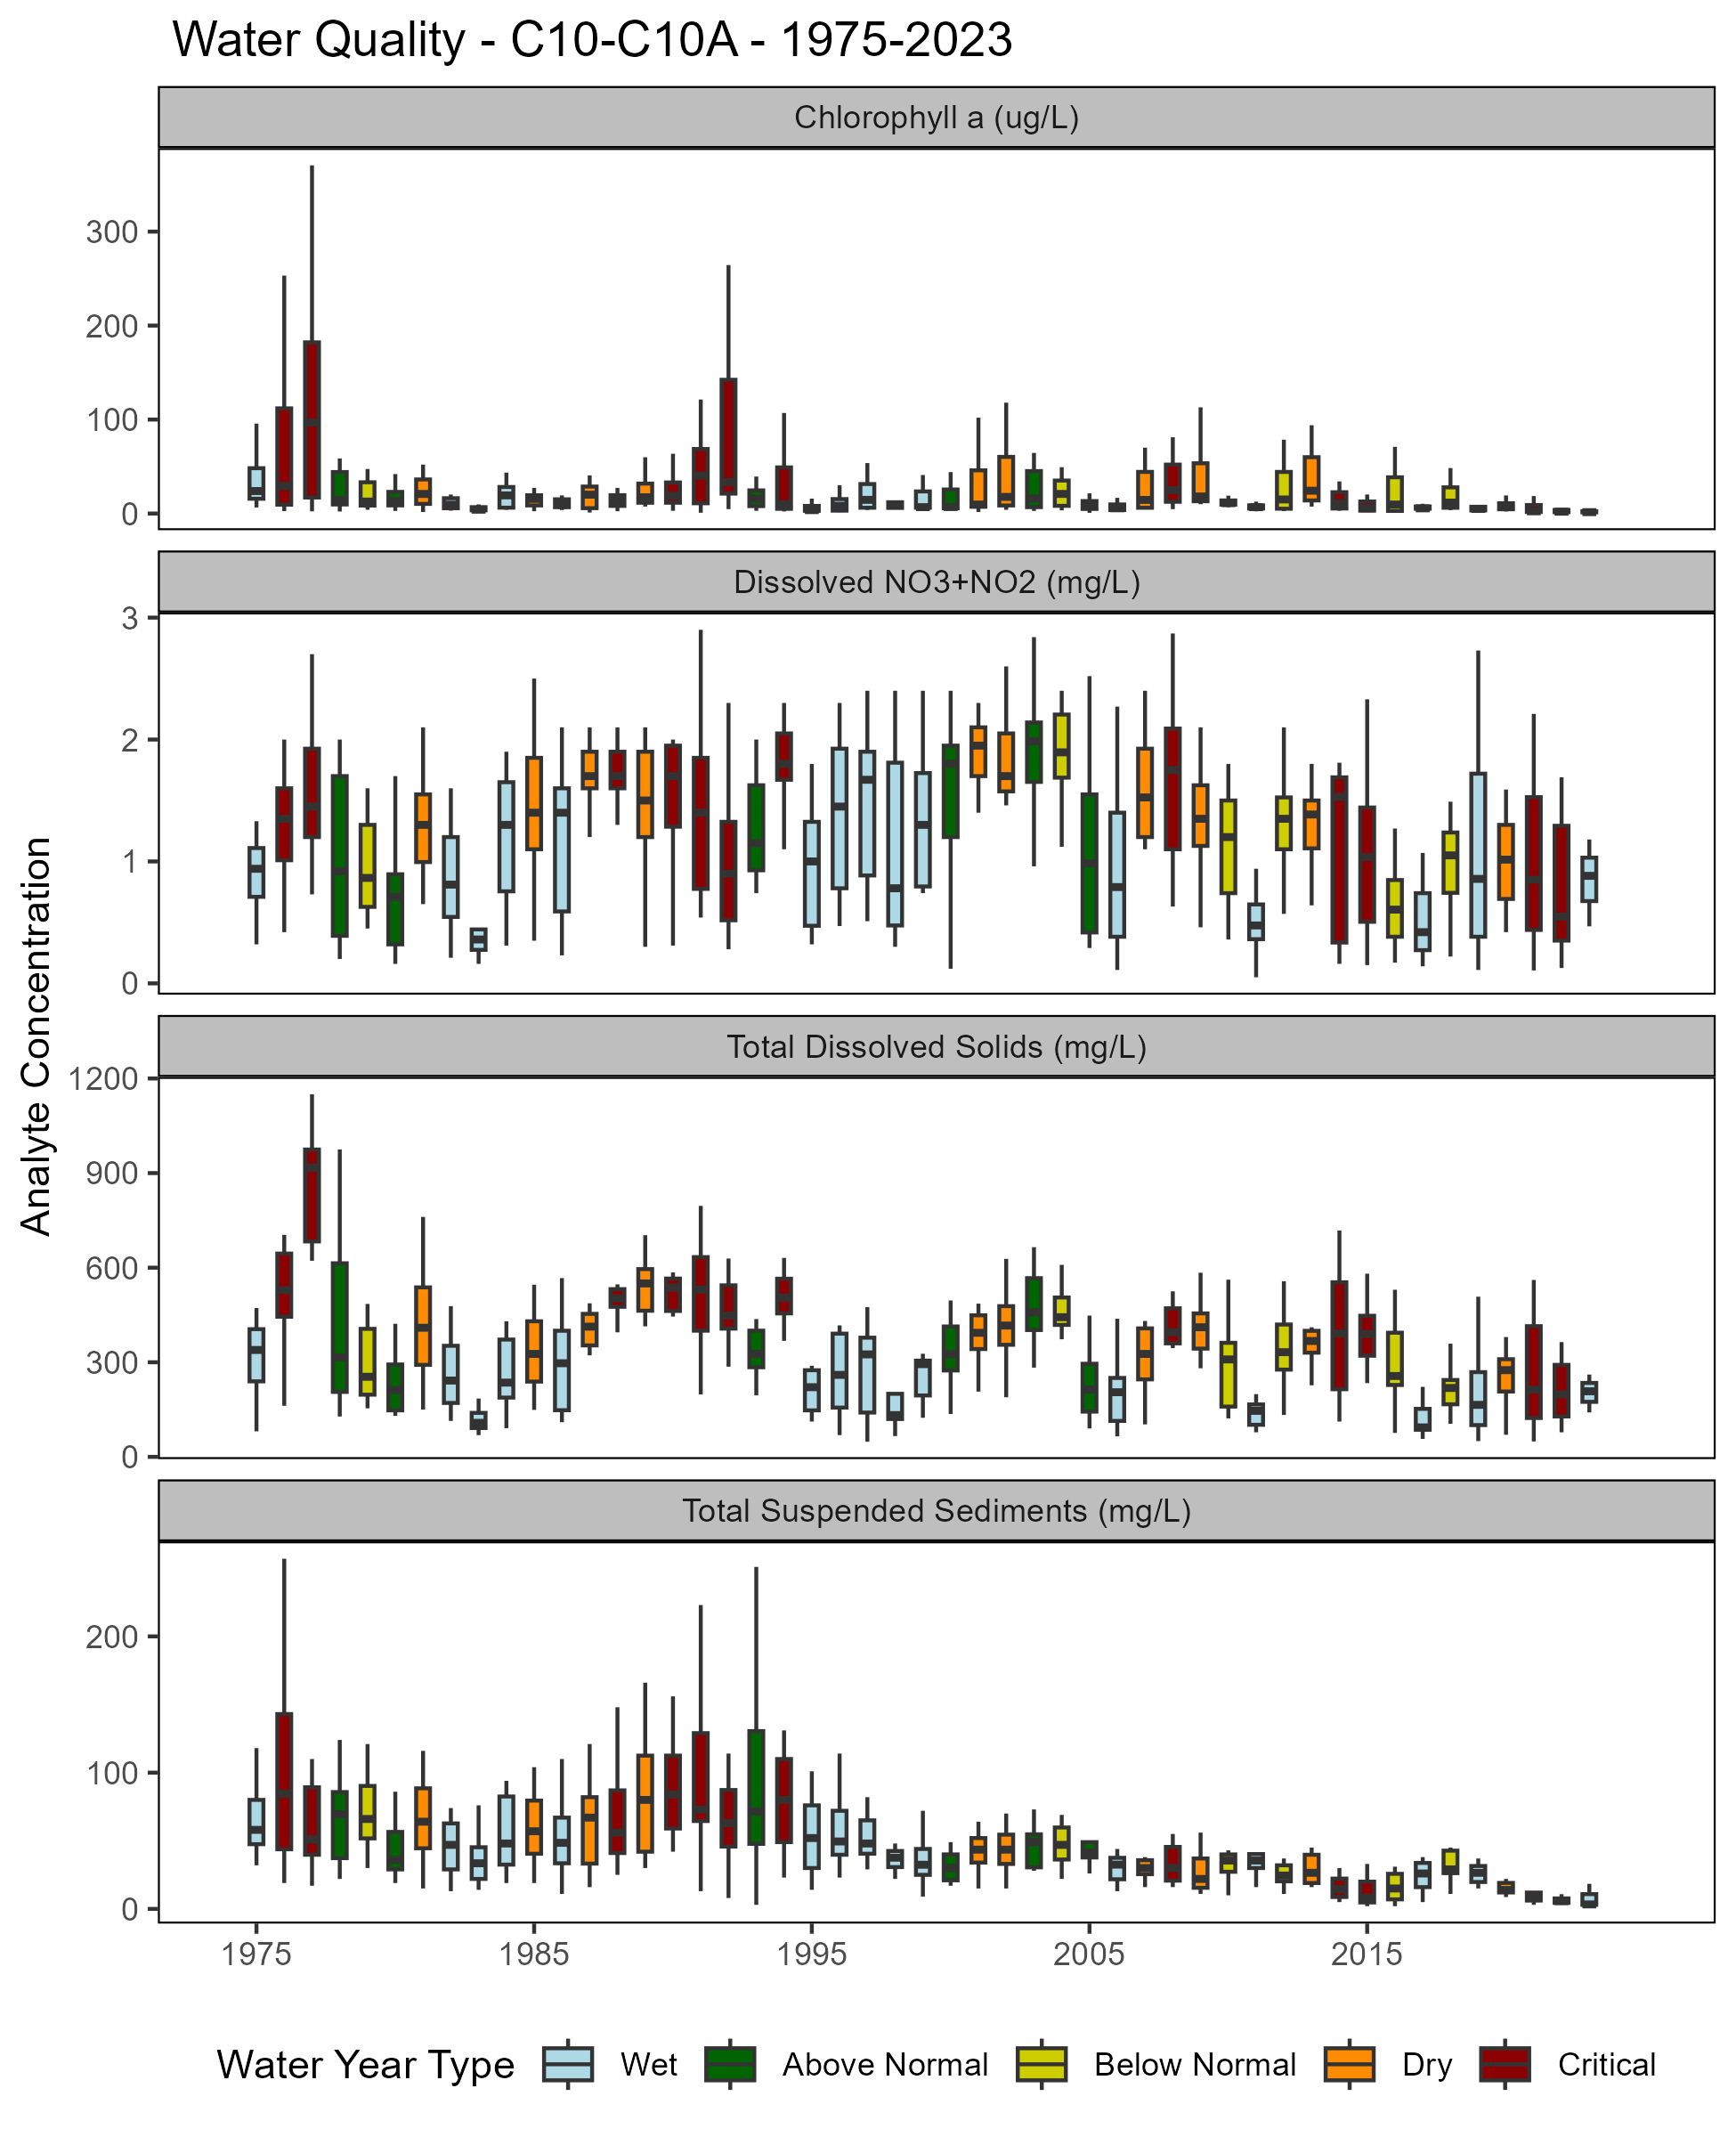 Water Quality - C10-C10A - 1975-2023
Chlorophyll a (ug/L)
300
200
100
0
Dissolved NO3+NO2 (mg/L)
3
2
1
0
Total Dissolved Solids (mg/L)
1200
900
600
300
0
Total Suspended Sediments (mg/L)
200
100
0
Analyte Concentration
1975 1985 1995 2005 2015
Water Year Type Wet Above Normal Below Normal Dry Critical